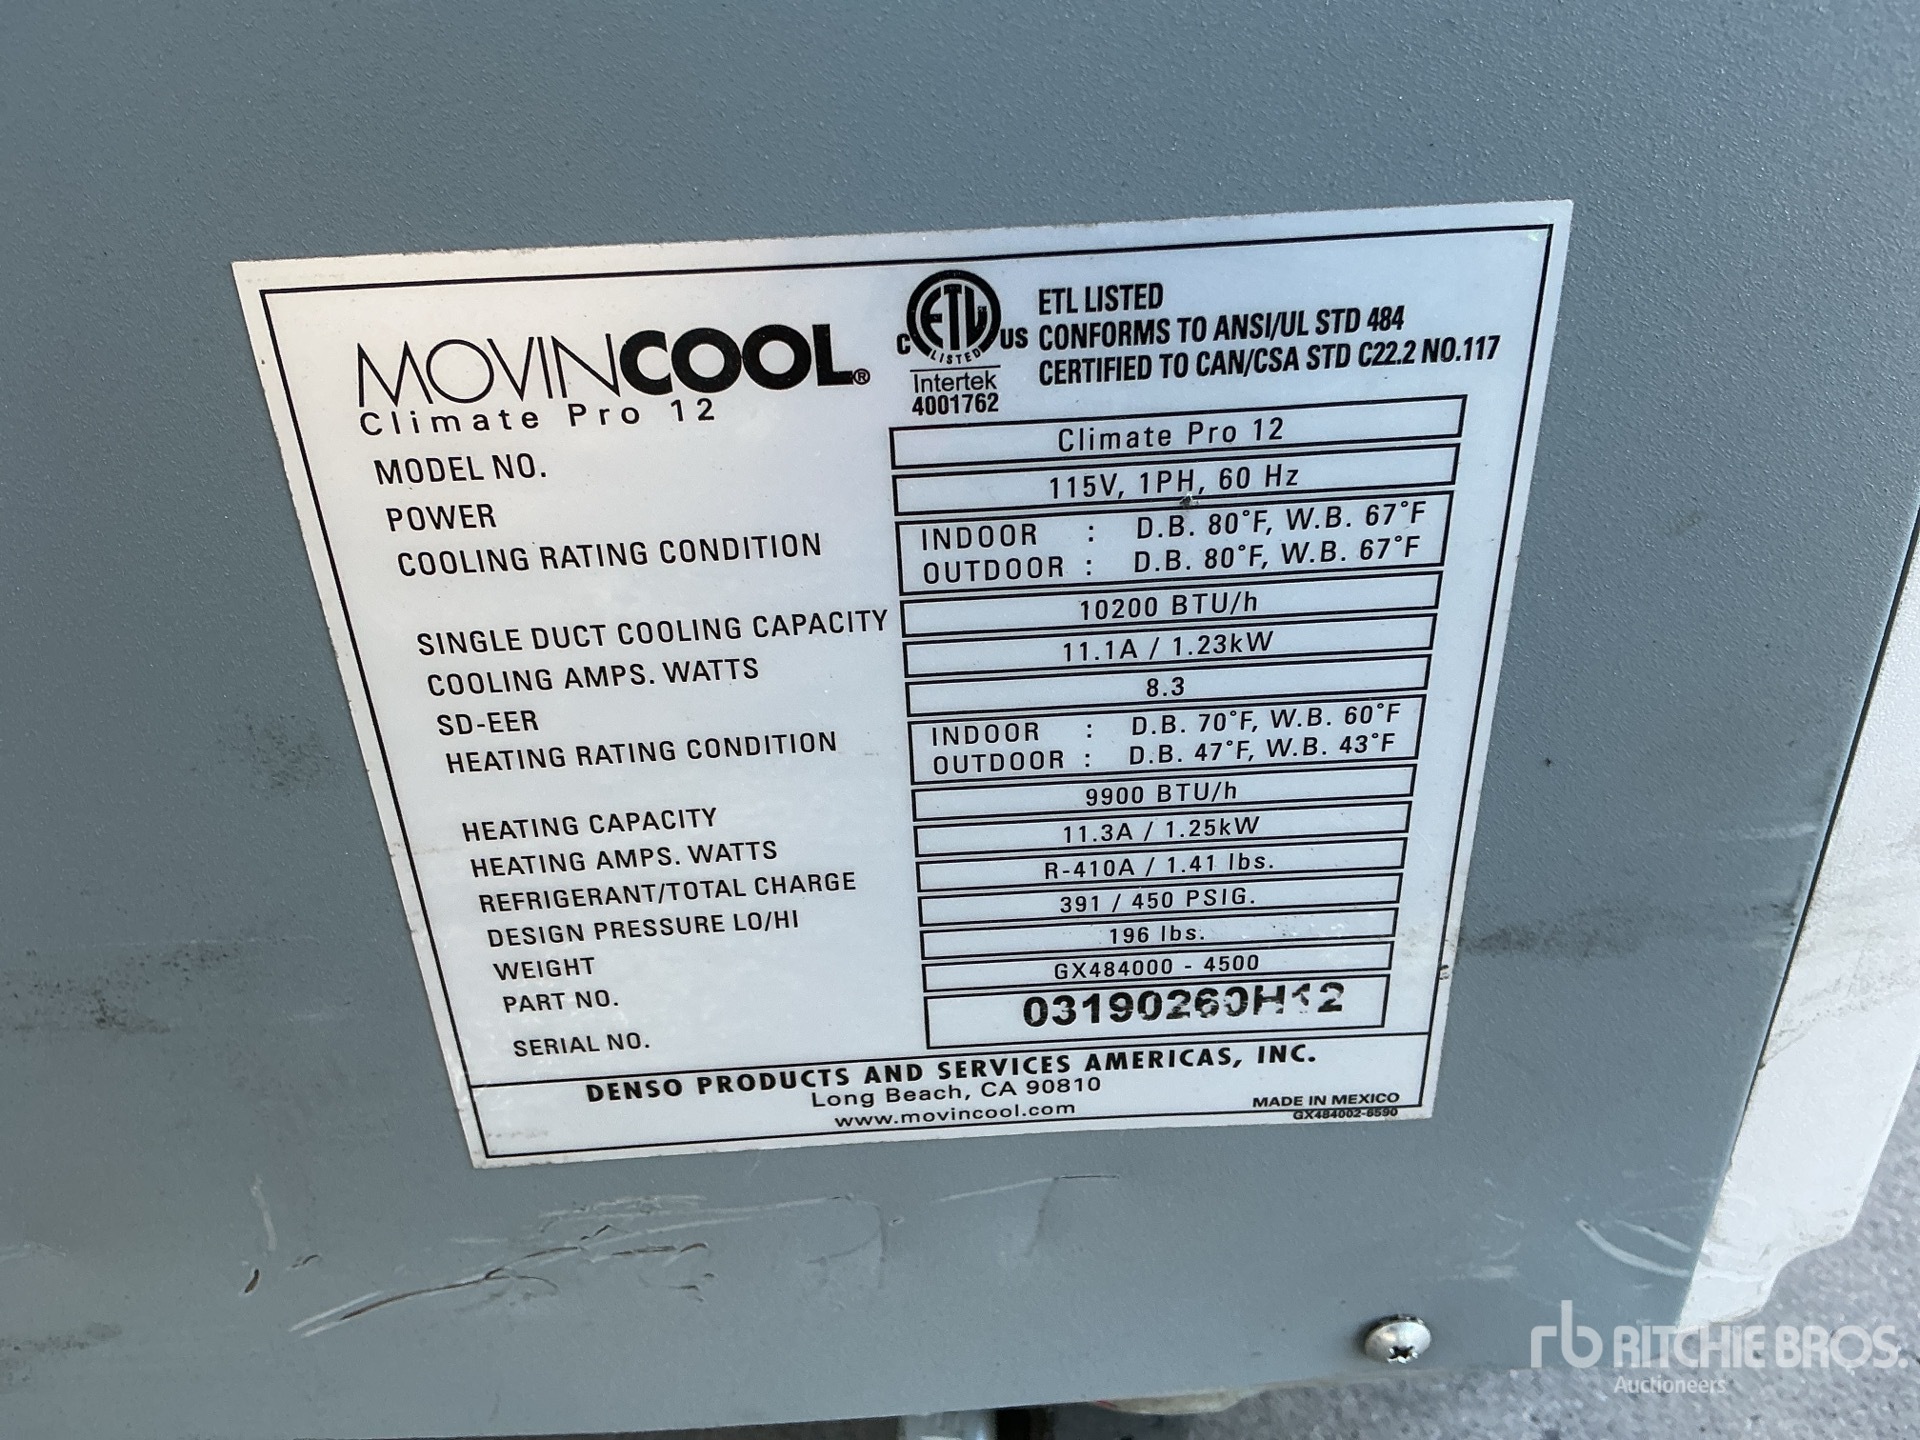 MOVINCOOL®
Climate Pro 12
C ETL LISTED US
Intertek
4001762
ETL LISTED
CONFORMS TO ANSI/UL STD 484
CERTIFIED TO CAN/CSA STD C22.2 NO.117
MODEL NO. Climate Pro 12
POWER 115V, 1PH, 60 Hz
COOLING RATING CONDITION INDOOR : D.B. 80°F, W.B. 67°F
OUTDOOR : D.B. 80°F, W.B. 67°F
SINGLE DUCT COOLING CAPACITY 10200 BTU/h
COOLING AMPS. WATTS 11.1A / 1.23kW
SD-EER 8.3
HEATING RATING CONDITION INDOOR : D.B. 70°F, W.B. 60°F
OUTDOOR : D.B. 47°F, W.B. 43°F
HEATING CAPACITY 9900 BTU/h
HEATING AMPS. WATTS 11.3A / 1.25kW
REFRIGERANT/TOTAL CHARGE R-410A / 1.41 lbs.
DESIGN PRESSURE LO/HI 391 / 450 PSIG.
WEIGHT 196 lbs.
PART NO. GX484000 - 4500
SERIAL NO. 03190260H12
DENSO PRODUCTS AND SERVICES AMERICAS, INC.
Long Beach, CA 90810
www.movincool.com
MADE IN MEXICO
GX484002-6590
rb RITCHIE BROS.
Auctioneers